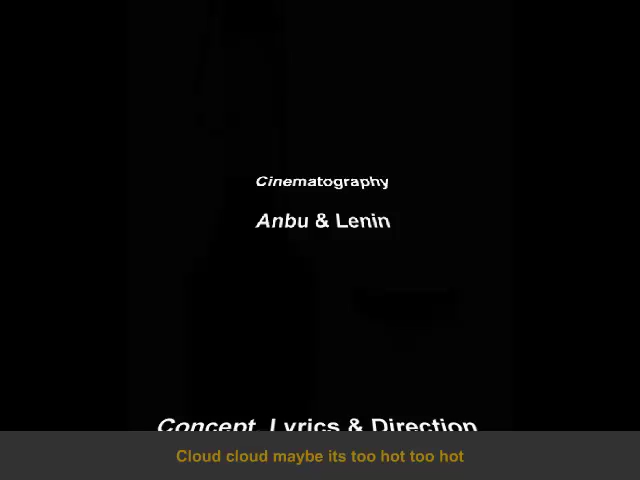 Cinematography
Anbu & Lenin
Concept, Lyrics & Direction
Cloud cloud maybe its too hot too hot